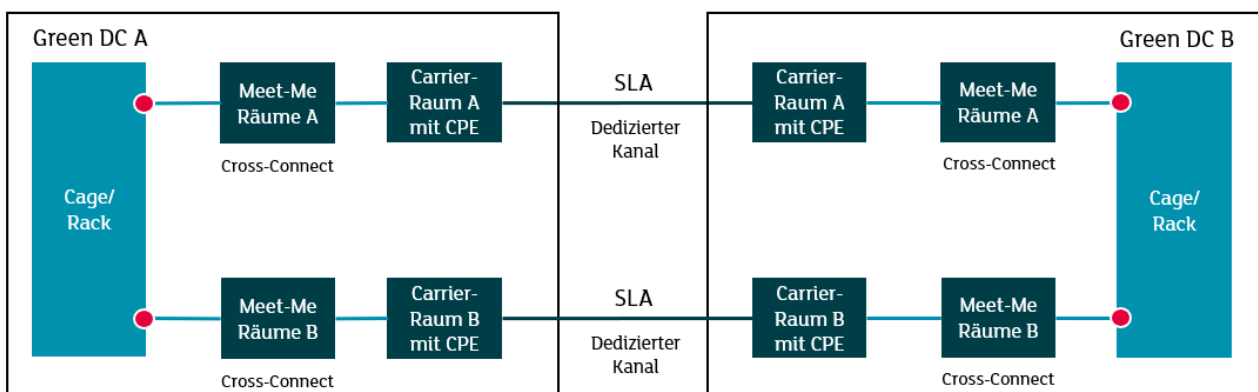 Green DC A
Green DC B
Meet-Me
Räume A
Carrier-
Raum A
mit CPE
SLA
Dedizierter
Kanal
Carrier-
Raum A
mit CPE
Meet-Me
Räume A
Cross-Connect
Cross-Connect
Cage/
Rack
Cage/
Rack
Meet-Me
Räume B
Carrier-
Raum B
mit CPE
SLA
Dedizierter
Kanal
Carrier-
Raum B
mit CPE
Meet-Me
Räume B
Cross-Connect
Cross-Connect